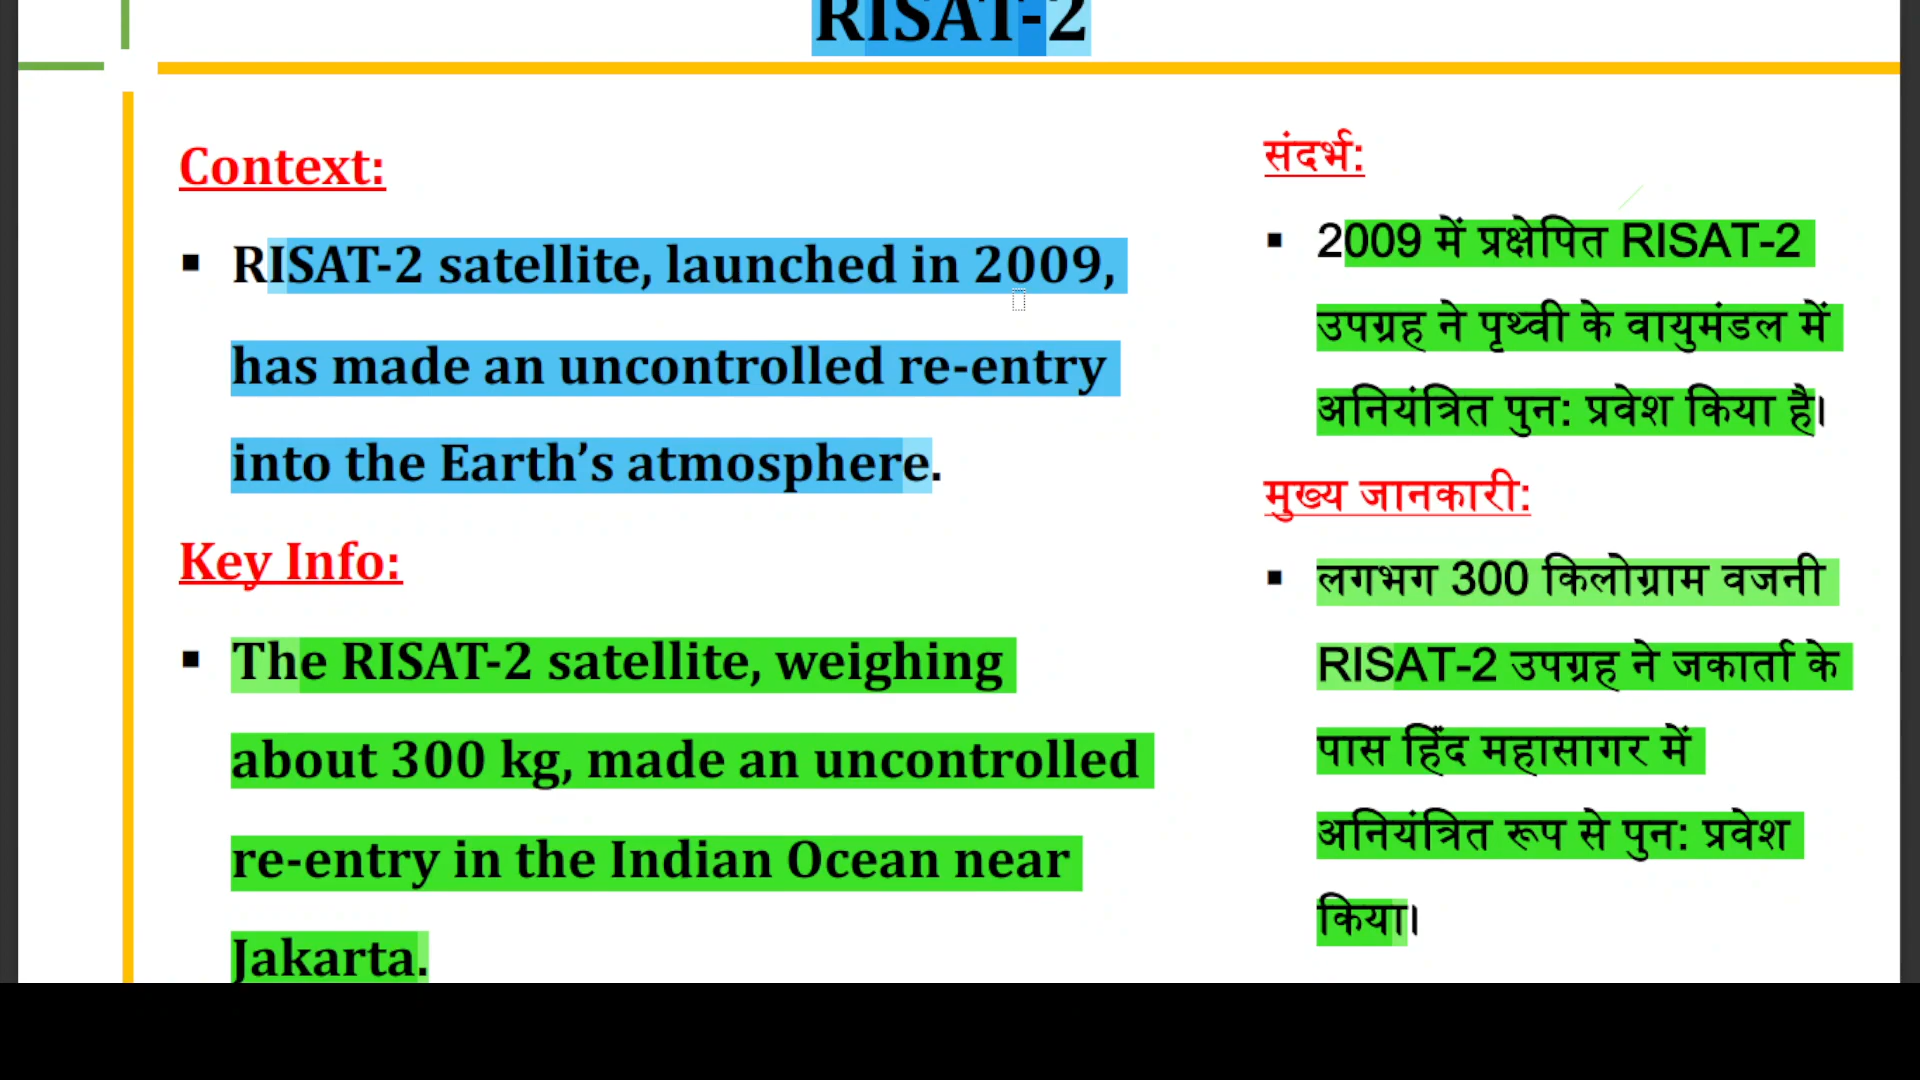 RISAT-2
Context:
▪ RISAT-2 satellite, launched in 2009,
has made an uncontrolled re-entry
into the Earth’s atmosphere.
Key Info:
▪ The RISAT-2 satellite, weighing
about 300 kg, made an uncontrolled
re-entry in the Indian Ocean near
Jakarta.
संदर्भ:
▪ 2009 में प्रक्षेपित RISAT-2
उपग्रह ने पृथ्वी के वायुमंडल में
अनियंत्रित पुन: प्रवेश किया है।
मुख्य जानकारी:
▪ लगभग 300 किलोग्राम वजनी
RISAT-2 उपग्रह ने जकार्ता के
पास हिंद महासागर में
अनियंत्रित रूप से पुन: प्रवेश
किया।